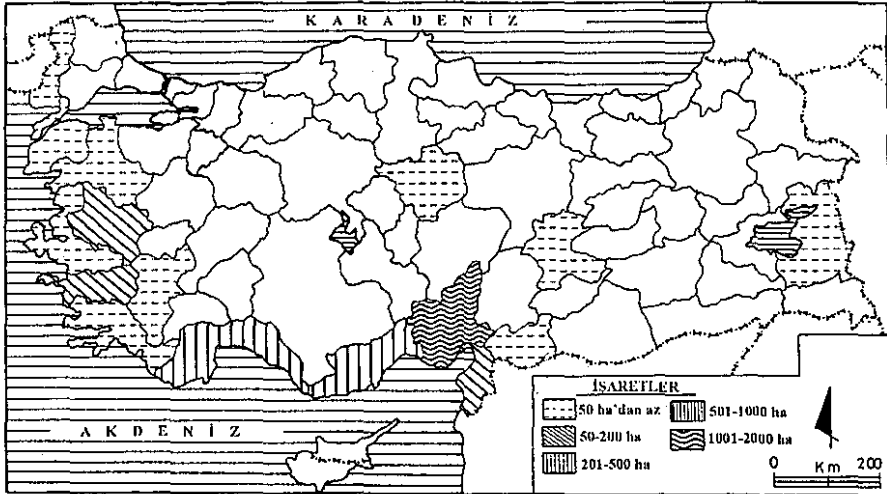 KARADENİZ
AKDENİZ
İŞARETLER
50 ha'dan az
501-1000 ha
50-200 ha
1001-2000 ha
201-500 ha
0 Km 200